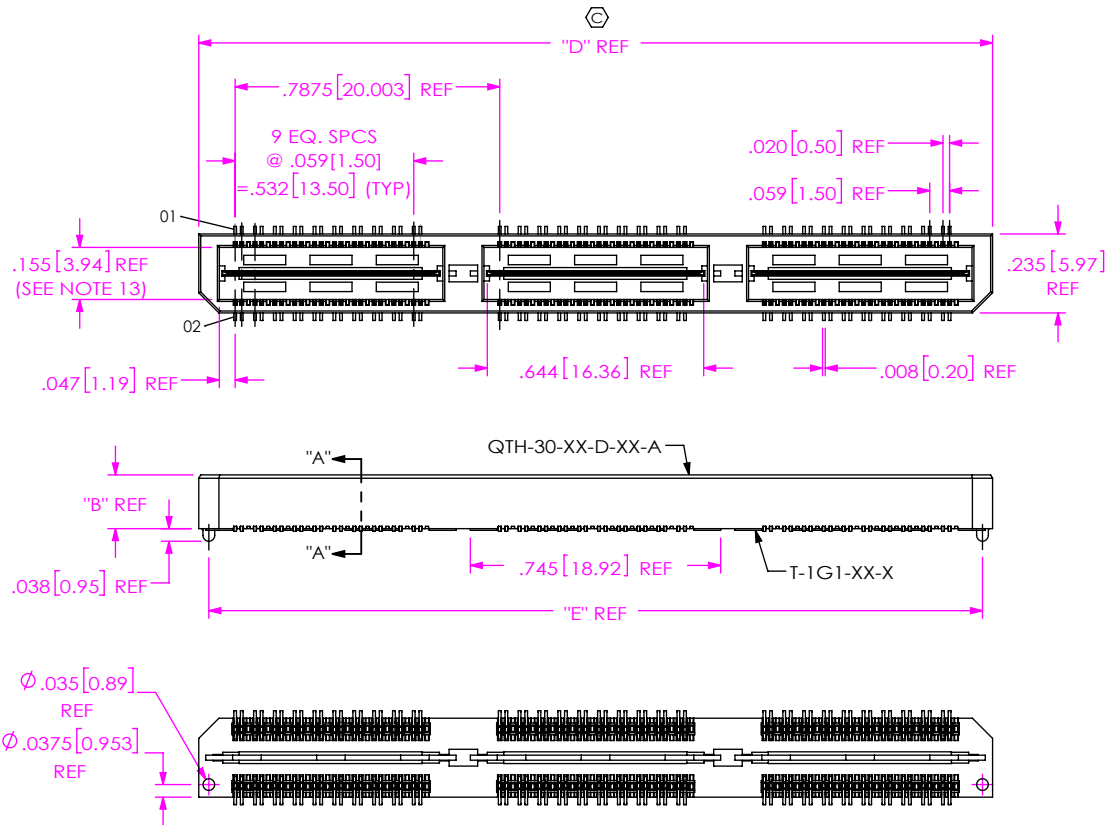 C
"D" REF
.7875[20.003] REF
9 EQ. SPCS
@ .059[1.50]
=.532[13.50] (TYP)
.020[0.50] REF
.059[1.50] REF
01
.155[3.94] REF
(SEE NOTE 13)
.235[5.97]
REF
02
.047[1.19] REF
.644[16.36] REF
.008[0.20] REF
"A"
QTH-30-XX-D-XX-A
"B" REF
"A"
.038[0.95] REF
.745[18.92] REF
T-1G1-XX-X
"E" REF
Ø.035[0.89]
REF
Ø.0375[0.953]
REF